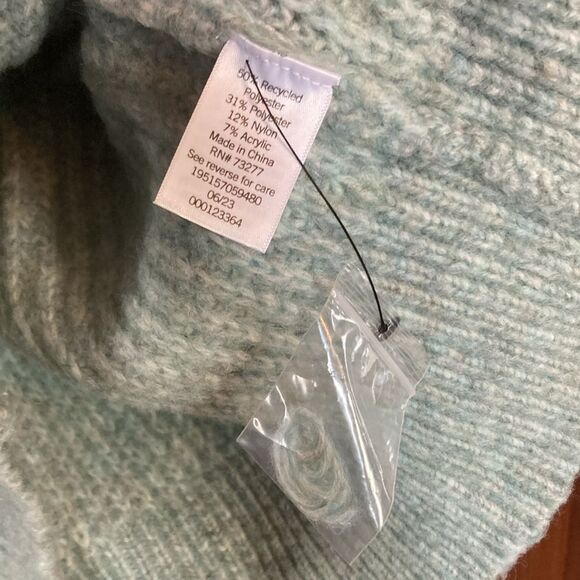 50% Recycled
Polyester
31% Polyester
12% Nylon
7% Acrylic
Made in China
RN# 73277
See reverse for care
195157059480
06/23
000123364